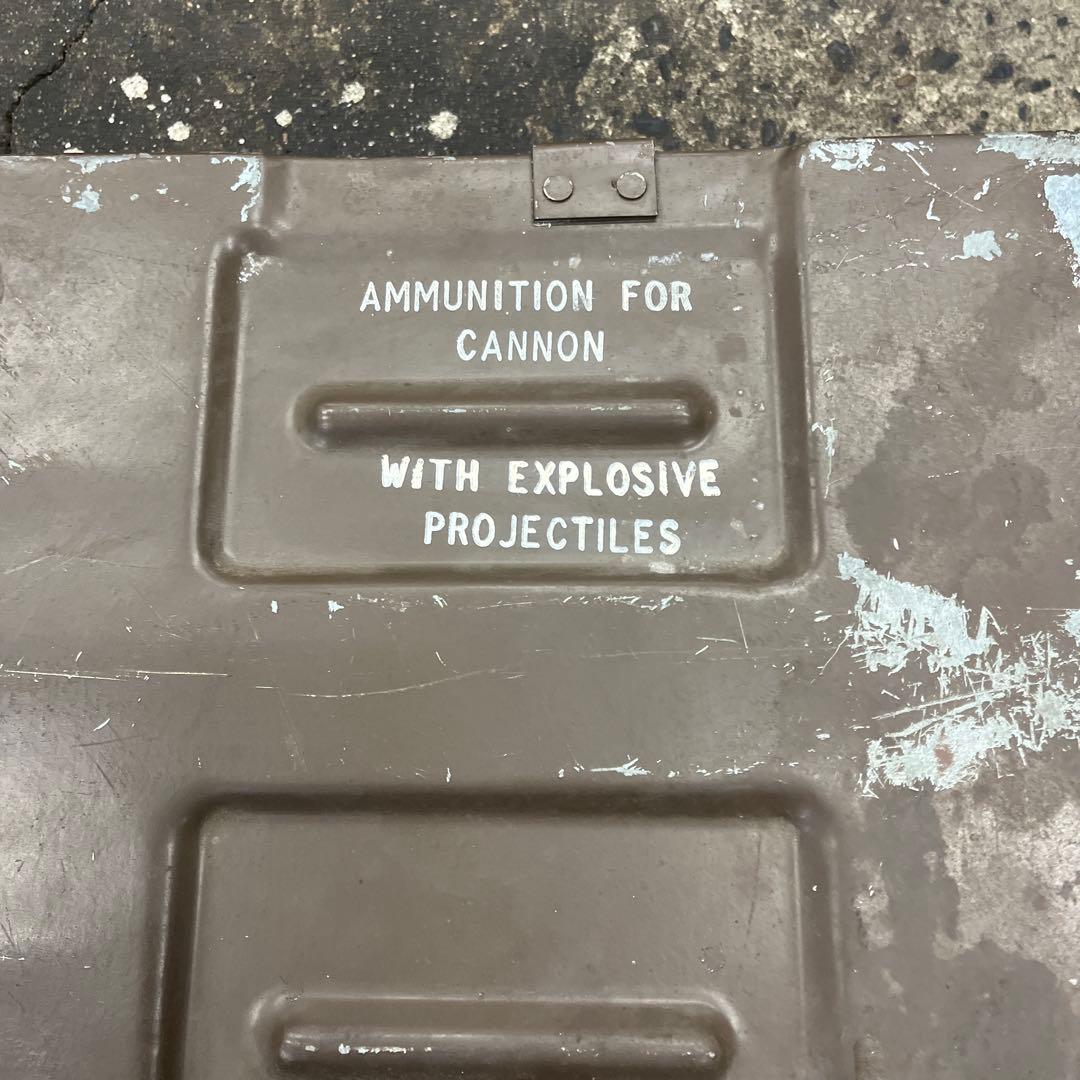 AMMUNITION FOR
CANNON
WITH EXPLOSIVE
PROJECTILES